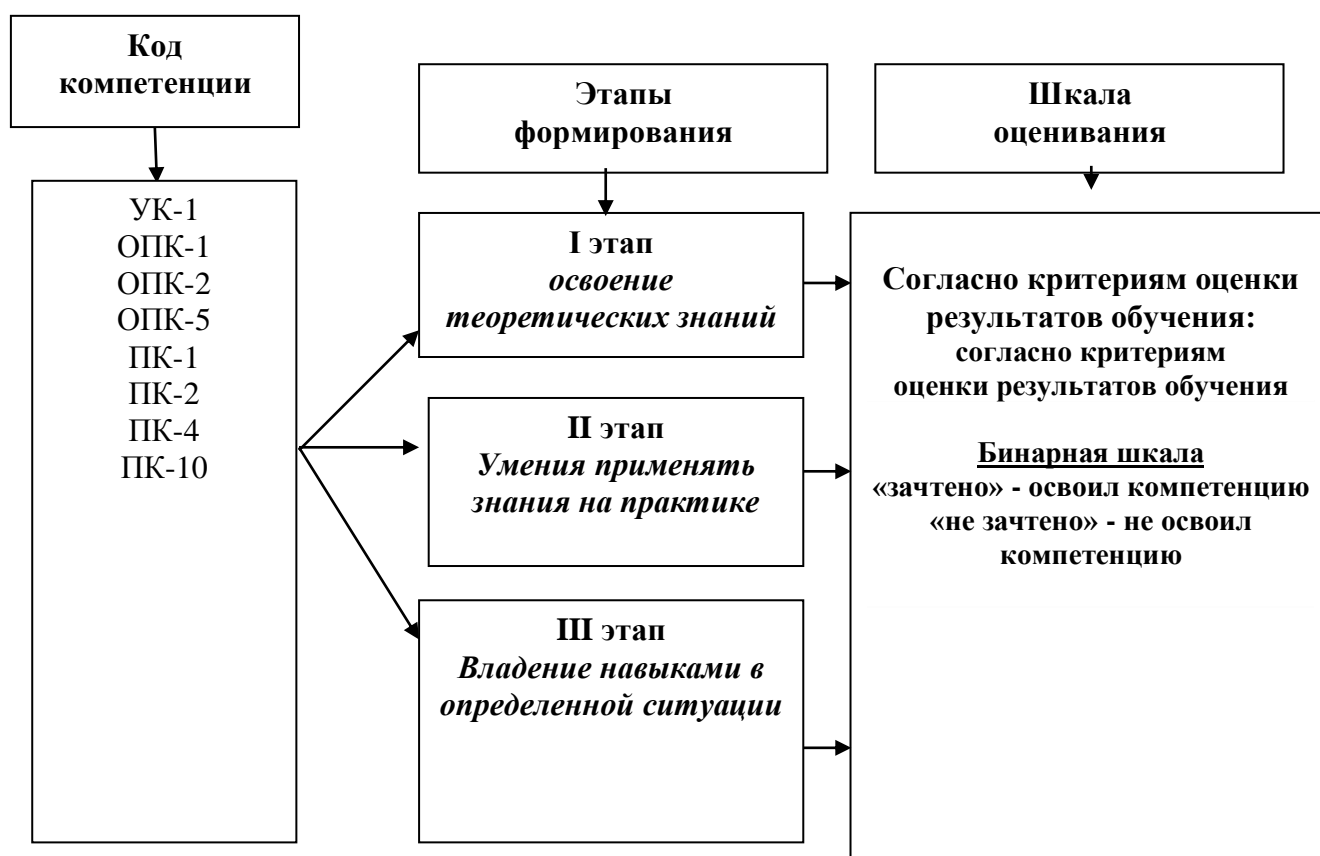 Код
компетенции
Этапы
формирования
Шкала
оценивания
УК-1
ОПК-1
ОПК-2
ОПК-5
ПК-1
ПК-2
ПК-4
ПК-10
I этап
освоение
теоретических знаний
II этап
Умения применять
знания на практике
III этап
Владение навыками в
определенной ситуации
Согласно критериям оценки
результатов обучения:
согласно критериям
оценки результатов обучения
Бинарная шкала
«зачтено» - освоил компетенцию
«не зачтено» - не освоил
компетенцию